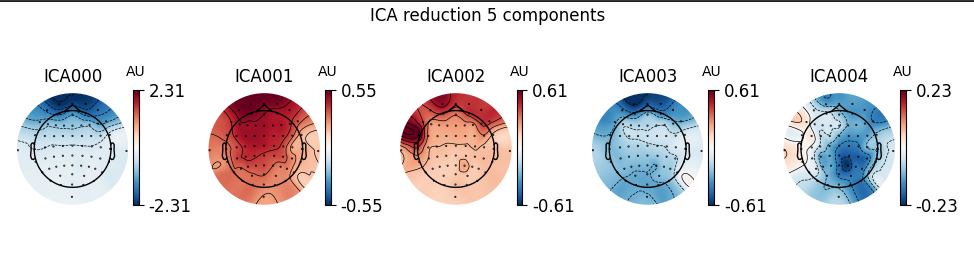 ICA reduction 5 components
ICA000 AU 2.31 -2.31
ICA001 AU 0.55 -0.55
ICA002 AU 0.61 -0.61
ICA003 AU 0.61 -0.61
ICA004 AU 0.23 -0.23